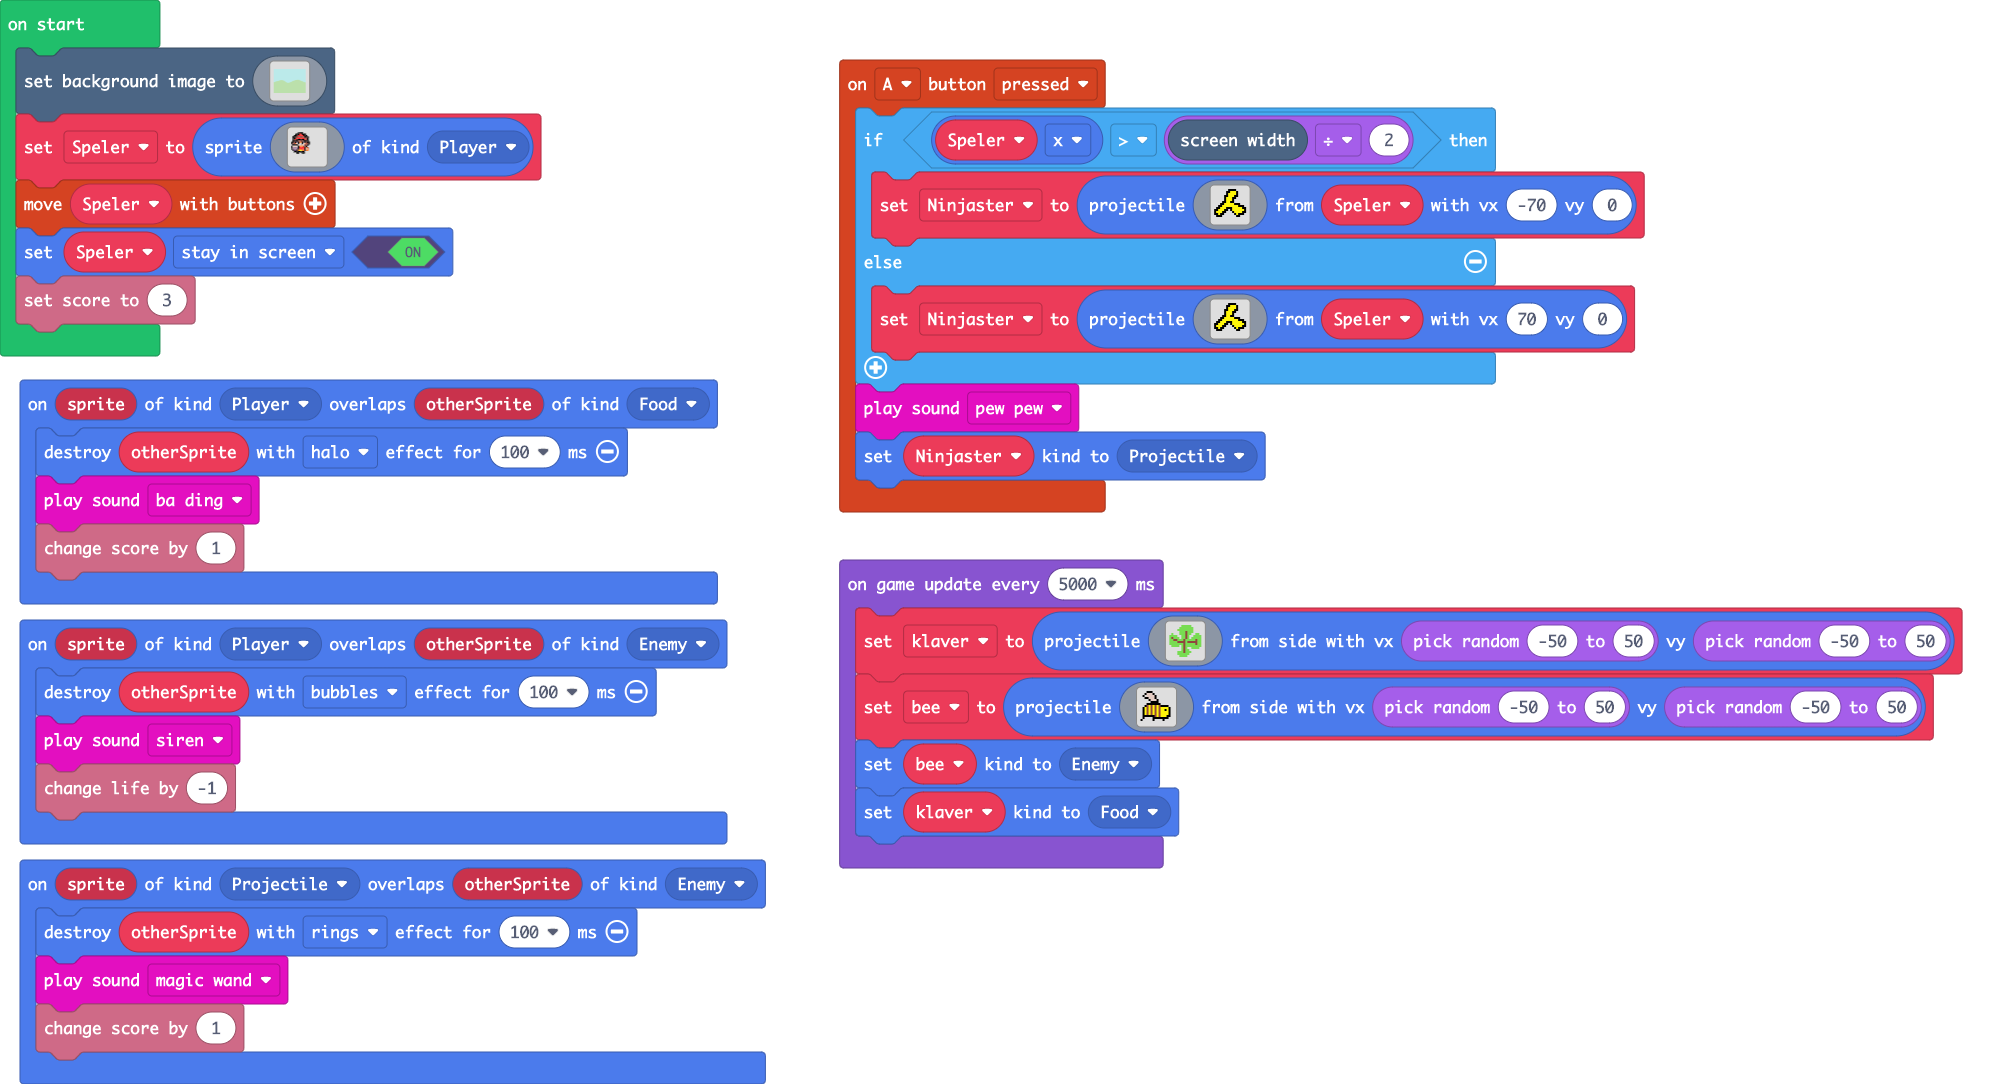 on start
set background image to
set Speler to sprite of kind Player
move Speler with buttons
set Speler stay in screen ON
set score to 3
on sprite of kind Player overlaps otherSprite of kind Food
destroy otherSprite with halo effect for 100 ms
play sound ba ding
change score by 1
on sprite of kind Player overlaps otherSprite of kind Enemy
destroy otherSprite with bubbles effect for 100 ms
play sound siren
change life by -1
on sprite of kind Projectile overlaps otherSprite of kind Enemy
destroy otherSprite with rings effect for 100 ms
play sound magic wand
change score by 1
on A button pressed
if Speler x > screen width ÷ 2 then
set Ninjaster to projectile from Speler with vx -70 vy 0
else
set Ninjaster to projectile from Speler with vx 70 vy 0
play sound pew pew
set Ninjaster kind to Projectile
on game update every 5000 ms
set klaver to projectile from side with vx pick random -50 to 50 vy pick random -50 to 50
set bee to projectile from side with vx pick random -50 to 50 vy pick random -50 to 50
set bee kind to Enemy
set klaver kind to Food